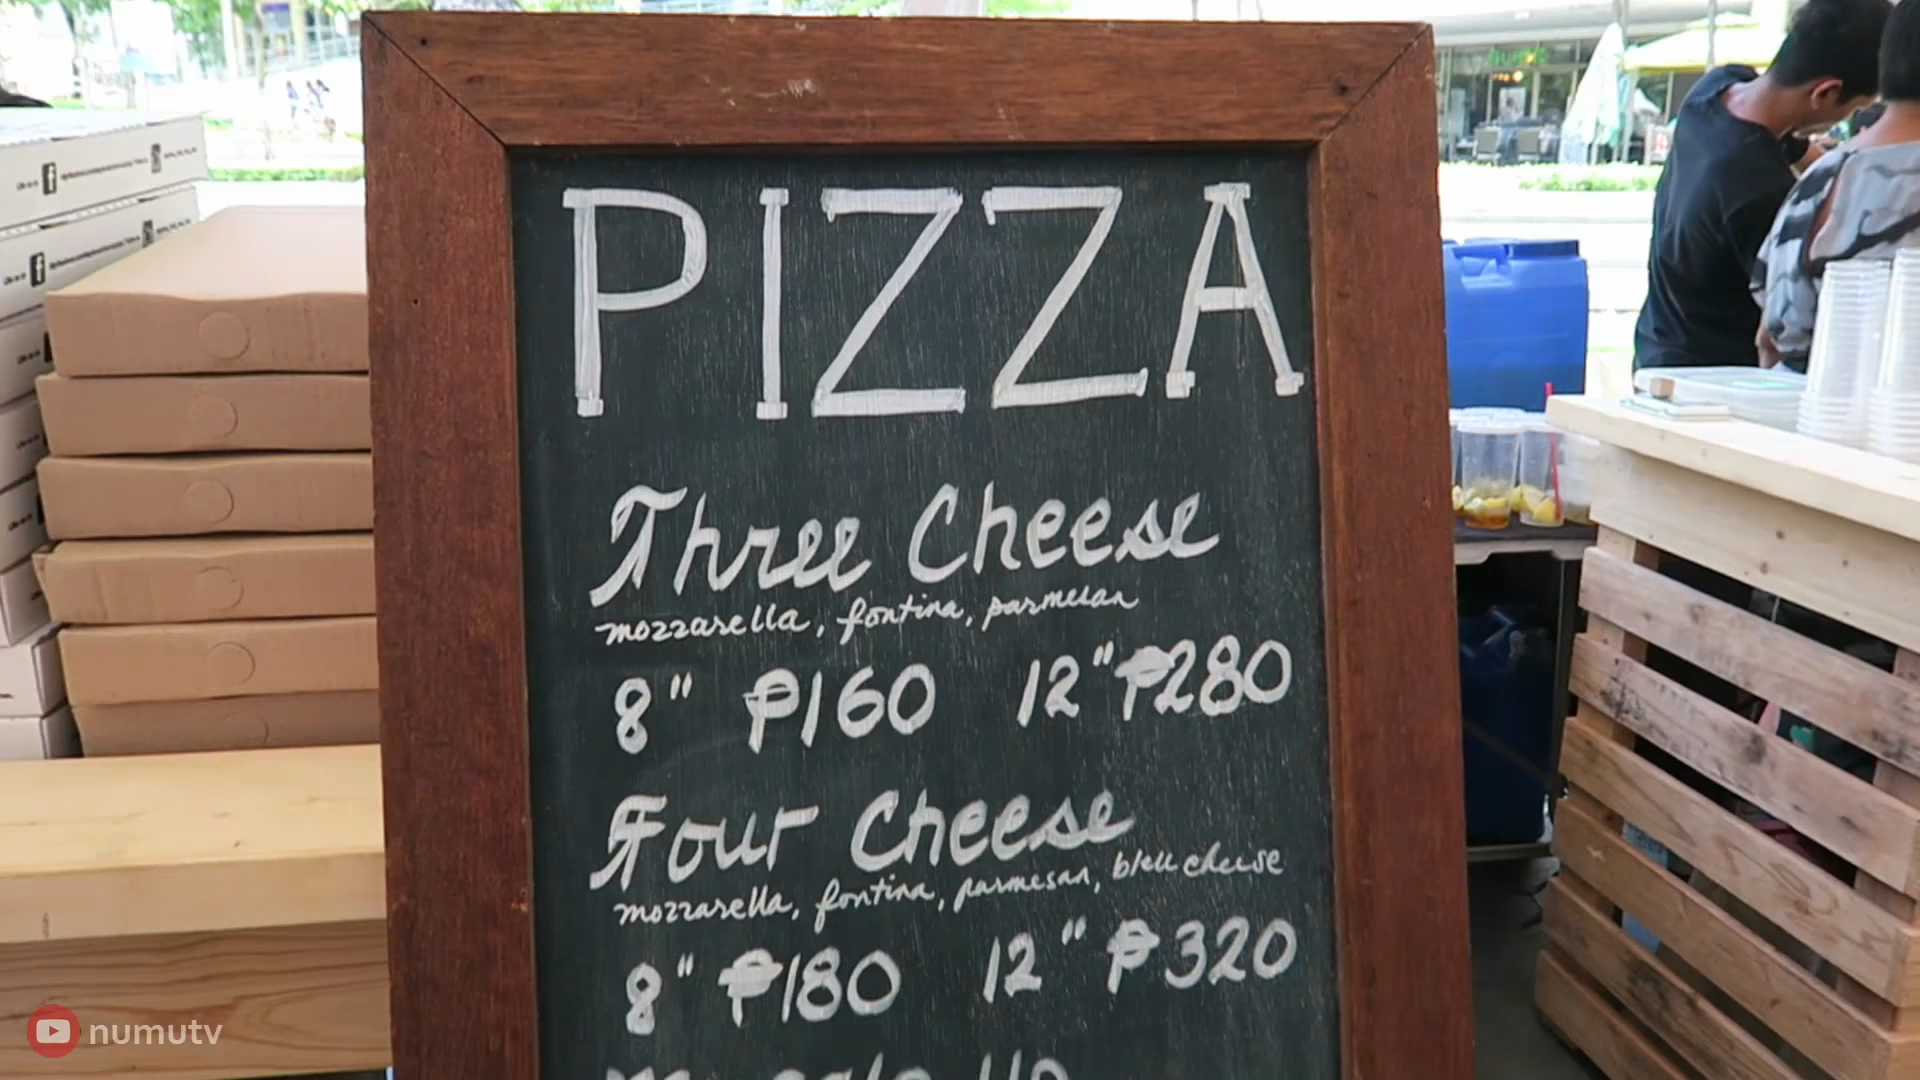 PIZZA
Three Cheese
mozzarella, fontina, parmesan
8" ₱160 12" ₱280
Four Cheese
mozzarella, fontina, parmesan, bleu cheese
8" ₱180 12" ₱320
numutv